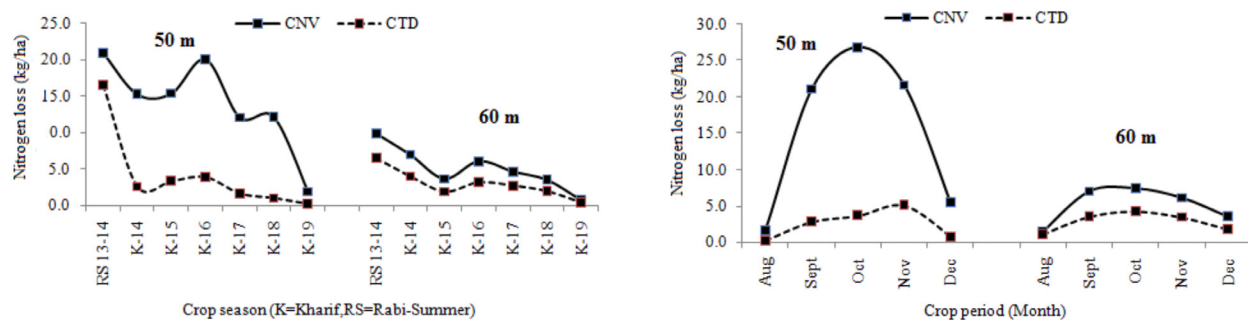 CNV CTD
50 m
60 m
Nitrogen loss (kg/ha)
25.0
20.0
15.0
0.0
5.0
0.0
RS 13-14 K-14 K-15 K-16 K-17 K-18 K-19 RS 13-14 K-14 K-15 K-16 K-17 K-18 K-19
Crop season (K=Kharif,RS=Rabi-Summer)
CNV CTD
50 m
60 m
Nitrogen loss (kg/ha)
30.0
25.0
20.0
15.0
10.0
5.0
0.0
Aug Sept Oct Nov Dec Aug Sept Oct Nov Dec
Crop period (Month)